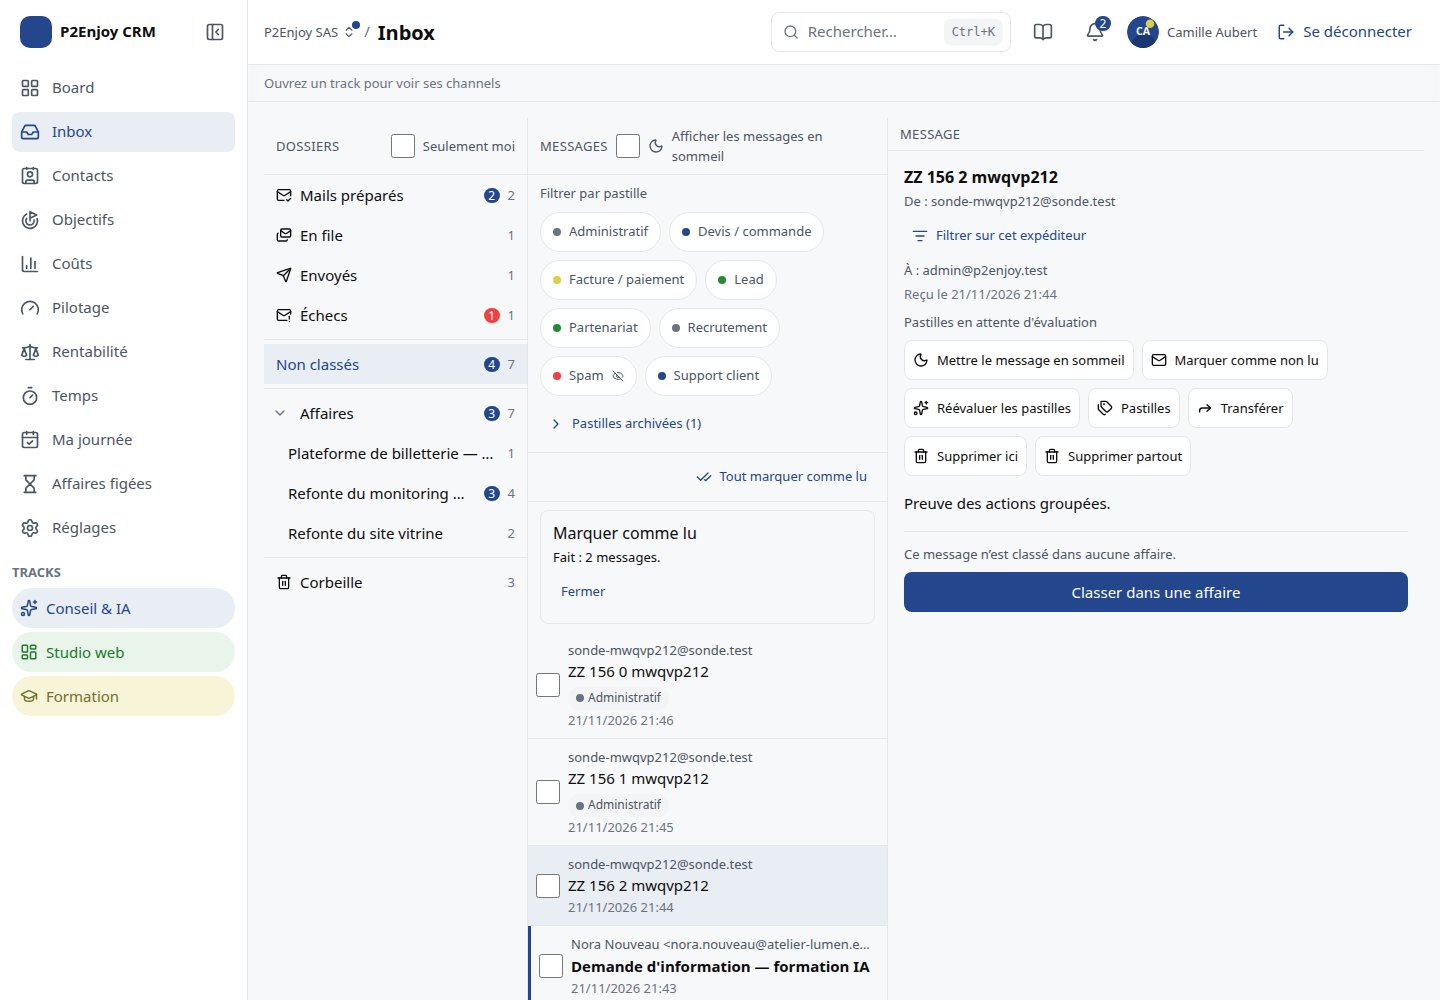 P2Enjoy CRM
Board
Inbox
Contacts
Objectifs
Coûts
Pilotage
Rentabilité
Temps
Ma journée
Affaires figées
Réglages
TRACKS
Conseil & IA
Studio web
Formation
P2Enjoy SAS / Inbox
Rechercher... Ctrl+K
2
CA Camille Aubert
Se déconnecter
Ouvrez un track pour voir ses channels
DOSSIERS Seulement moi
Mails préparés 2 2
En file 1
Envoyés 1
Échecs 1 1
Non classés 4 7
Affaires 3 7
Plateforme de billetterie — ... 1
Refonte du monitoring ... 3 4
Refonte du site vitrine 2
Corbeille 3
MESSAGES Afficher les messages en
sommeil
Filtrer par pastille
Administratif Devis / commande
Facture / paiement Lead
Partenariat Recrutement
Spam Support client
Pastilles archivées (1)
Tout marquer comme lu
Marquer comme lu
Fait : 2 messages.
Fermer
sonde-mwqvp212@sonde.test
ZZ 156 0 mwqvp212
Administratif
21/11/2026 21:46
sonde-mwqvp212@sonde.test
ZZ 156 1 mwqvp212
Administratif
21/11/2026 21:45
sonde-mwqvp212@sonde.test
ZZ 156 2 mwqvp212
21/11/2026 21:44
Nora Nouveau <nora.nouveau@atelier-lumen.e...
Demande d'information — formation IA
21/11/2026 21:43
MESSAGE
ZZ 156 2 mwqvp212
De : sonde-mwqvp212@sonde.test
Filtrer sur cet expéditeur
À : admin@p2enjoy.test
Reçu le 21/11/2026 21:44
Pastilles en attente d'évaluation
Mettre le message en sommeil Marquer comme non lu
Réévaluer les pastilles Pastilles Transférer
Supprimer ici Supprimer partout
Preuve des actions groupées.
Ce message n’est classé dans aucune affaire.
Classer dans une affaire